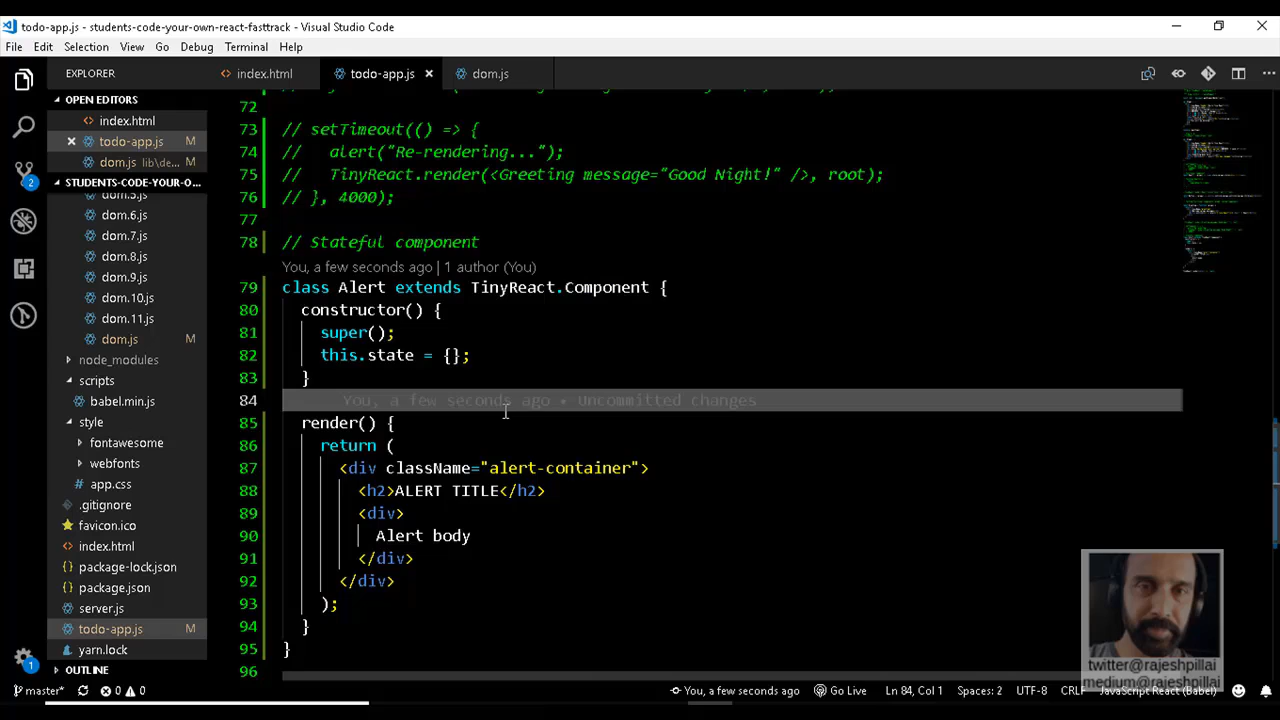 todo-app.js - students-code-your-own-react-fasttrack - Visual Studio Code
File Edit Selection View Go Debug Terminal Help
EXPLORER
index.html
todo-app.js
dom.js
OPEN EDITORS
index.html
todo-app.js M
dom.js lib\de... M
STUDENTS-CODE-YOUR-O...
dom.6.js
dom.7.js
dom.8.js
dom.9.js
dom.10.js
dom.11.js
dom.js M
node_modules
scripts
babel.min.js
style
fontawesome
webfonts
app.css
.gitignore
favicon.ico
index.html
package-lock.json
package.json
server.js
todo-app.js M
yarn.lock
OUTLINE
72
73 // setTimeout(() => {
74 // alert("Re-rendering...");
75 // TinyReact.render(<Greeting message="Good Night!" />, root);
76 // }, 4000);
77
78 // Stateful component
You, a few seconds ago | 1 author (You)
79 class Alert extends TinyReact.Component {
80 constructor() {
81 super();
82 this.state = {};
83 }
84 You, a few seconds ago • Uncommitted changes
85 render() {
86 return (
87 <div className="alert-container">
88 <h2>ALERT TITLE</h2>
89 <div>
90 Alert body
91 </div>
92 </div>
93 );
94 }
95 }
96
2
1
twitter@rajeshpillai
medium@rajeshpillai
master* 0 0 You, a few seconds ago Go Live Ln 84, Col 1 Spaces: 2 UTF-8 CRLF JavaScript React (Babel)